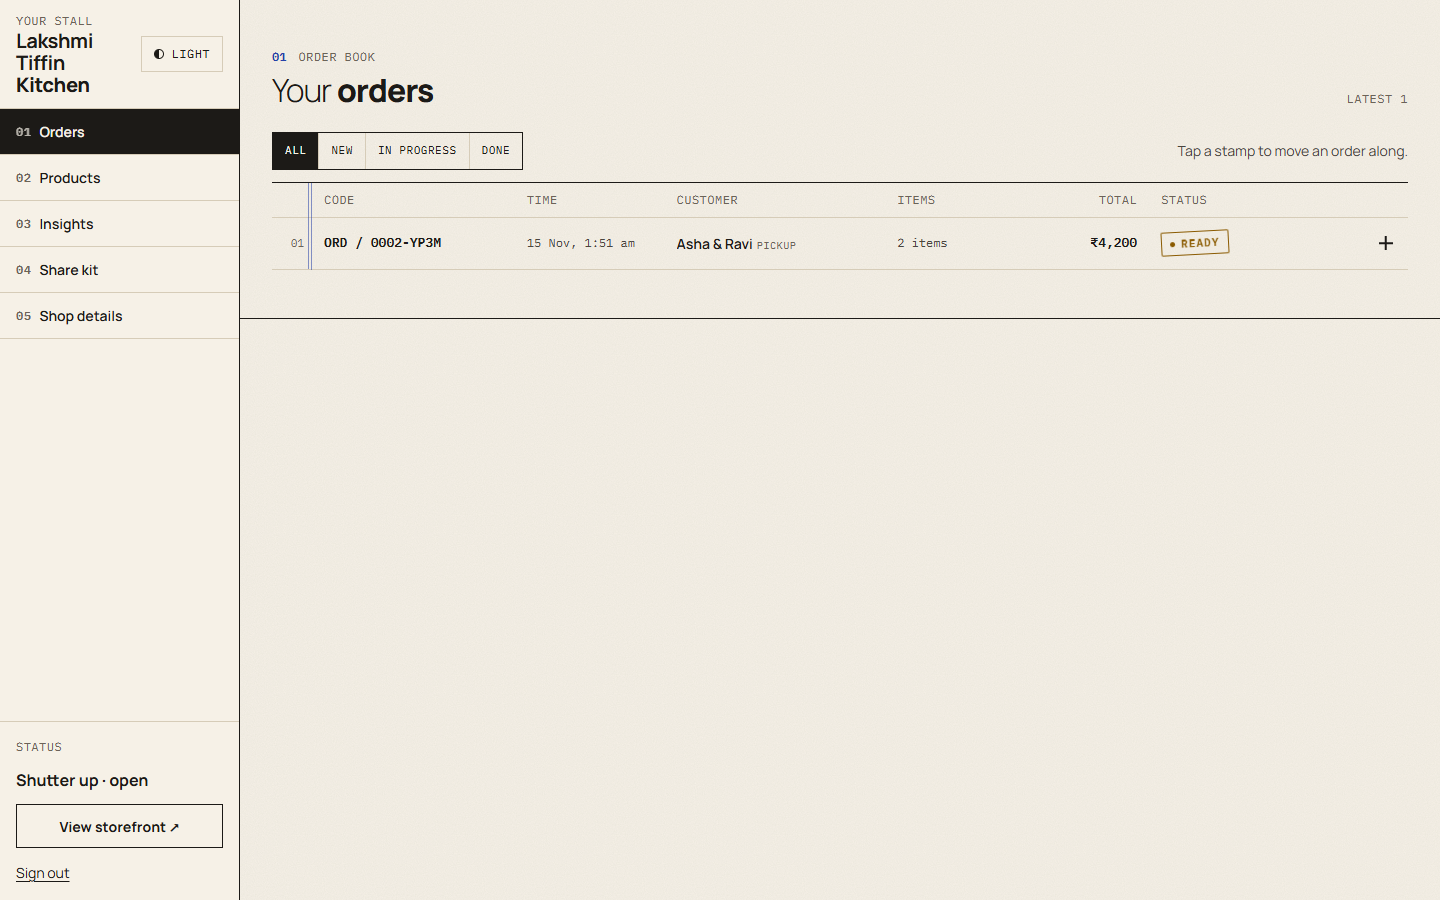 YOUR STALL
Lakshmi
Tiffin
Kitchen
LIGHT
01 Orders
02 Products
03 Insights
04 Share kit
05 Shop details
STATUS
Shutter up · open
View storefront ↗
Sign out
01 ORDER BOOK
Your orders
LATEST 1
ALL NEW IN PROGRESS DONE
Tap a stamp to move an order along.
CODE TIME CUSTOMER ITEMS TOTAL STATUS
01 ORD / 0002-YP3M 15 Nov, 1:51 am Asha & Ravi PICKUP 2 items ₹4,200 • READY +